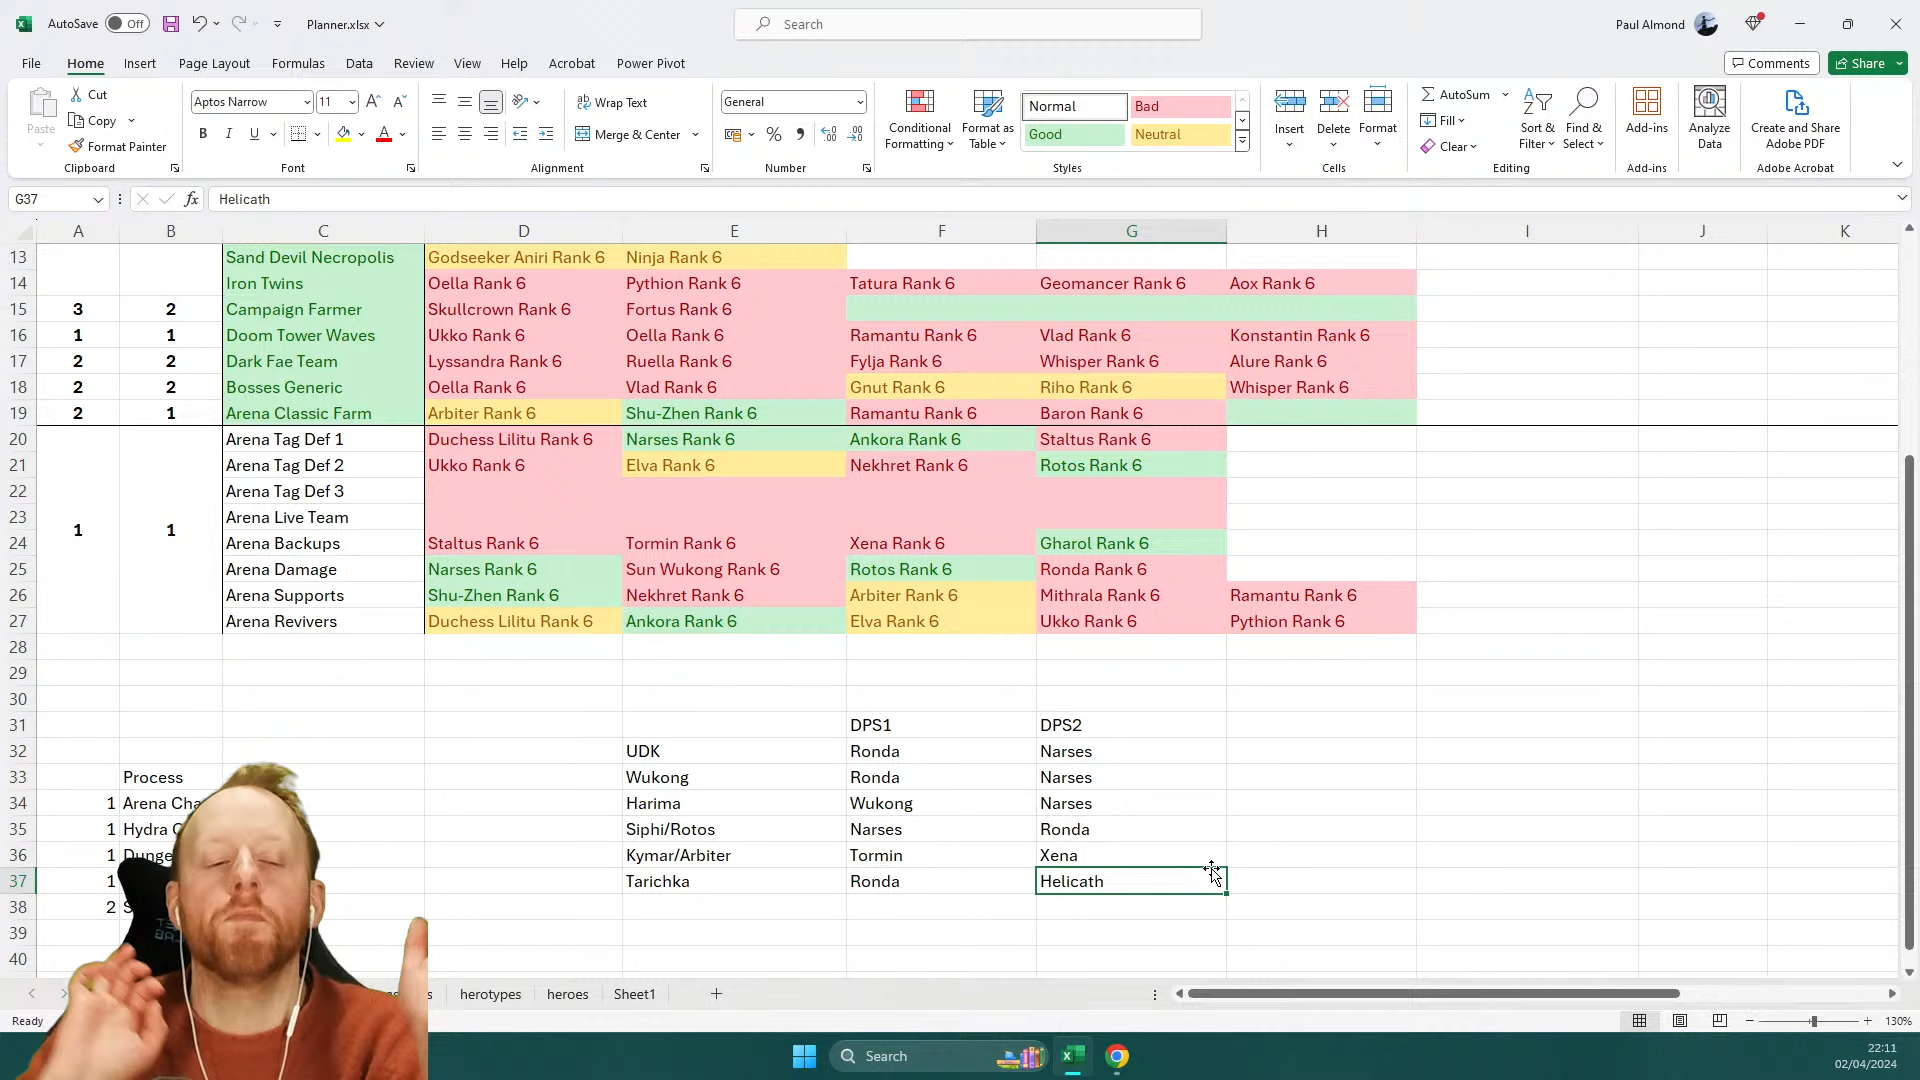 AutoSave Off Planner.xlsx Search Paul Almond
File Home Insert Page Layout Formulas Data Review View Help Acrobat Power Pivot Comments Share
Paste Cut Copy Format Painter Clipboard
Aptos Narrow 11 B I U Font
Wrap Text Merge & Center Alignment
General Number
Conditional Formatting Format as Table Normal Bad Good Neutral Styles
Insert Delete Format Cells
AutoSum Fill Clear Sort & Filter Find & Select Editing
Add-ins Add-ins
Analyze Data
Create and Share Adobe PDF Adobe Acrobat
G37 fx Helicath
A B C D E F G H I J K
13 Sand Devil Necropolis Godseeker Aniri Rank 6 Ninja Rank 6
14 Iron Twins Oella Rank 6 Pythion Rank 6 Tatura Rank 6 Geomancer Rank 6 Aox Rank 6
15 3 2 Campaign Farmer Skullcrown Rank 6 Fortus Rank 6
16 1 1 Doom Tower Waves Ukko Rank 6 Oella Rank 6 Ramantu Rank 6 Vlad Rank 6 Konstantin Rank 6
17 2 2 Dark Fae Team Lyssandra Rank 6 Ruella Rank 6 Fylja Rank 6 Whisper Rank 6 Alure Rank 6
18 2 2 Bosses Generic Oella Rank 6 Vlad Rank 6 Gnut Rank 6 Riho Rank 6 Whisper Rank 6
19 2 1 Arena Classic Farm Arbiter Rank 6 Shu-Zhen Rank 6 Ramantu Rank 6 Baron Rank 6
20 Arena Tag Def 1 Duchess Lilitu Rank 6 Narses Rank 6 Ankora Rank 6 Staltus Rank 6
21 Arena Tag Def 2 Ukko Rank 6 Elva Rank 6 Nekhret Rank 6 Rotos Rank 6
22 Arena Tag Def 3
23 Arena Live Team
1 1
24 Arena Backups Staltus Rank 6 Tormin Rank 6 Xena Rank 6 Gharol Rank 6
25 Arena Damage Narses Rank 6 Sun Wukong Rank 6 Rotos Rank 6 Ronda Rank 6
26 Arena Supports Shu-Zhen Rank 6 Nekhret Rank 6 Arbiter Rank 6 Mithrala Rank 6 Ramantu Rank 6
27 Arena Revivers Duchess Lilitu Rank 6 Ankora Rank 6 Elva Rank 6 Ukko Rank 6 Pythion Rank 6
28
29
30
31 DPS1 DPS2
32 UDK Ronda Narses
33 Process Wukong Ronda Narses
34 1 Arena Harima Wukong Narses
35 1 Hydra Siphi/Rotos Narses Ronda
36 1 Kymar/Arbiter Tormin Xena
37 1 Tarichka Ronda Helicath
38 2
39
40
herotypes heroes Sheet1
Ready 130%
Search
22:11
02/04/2024